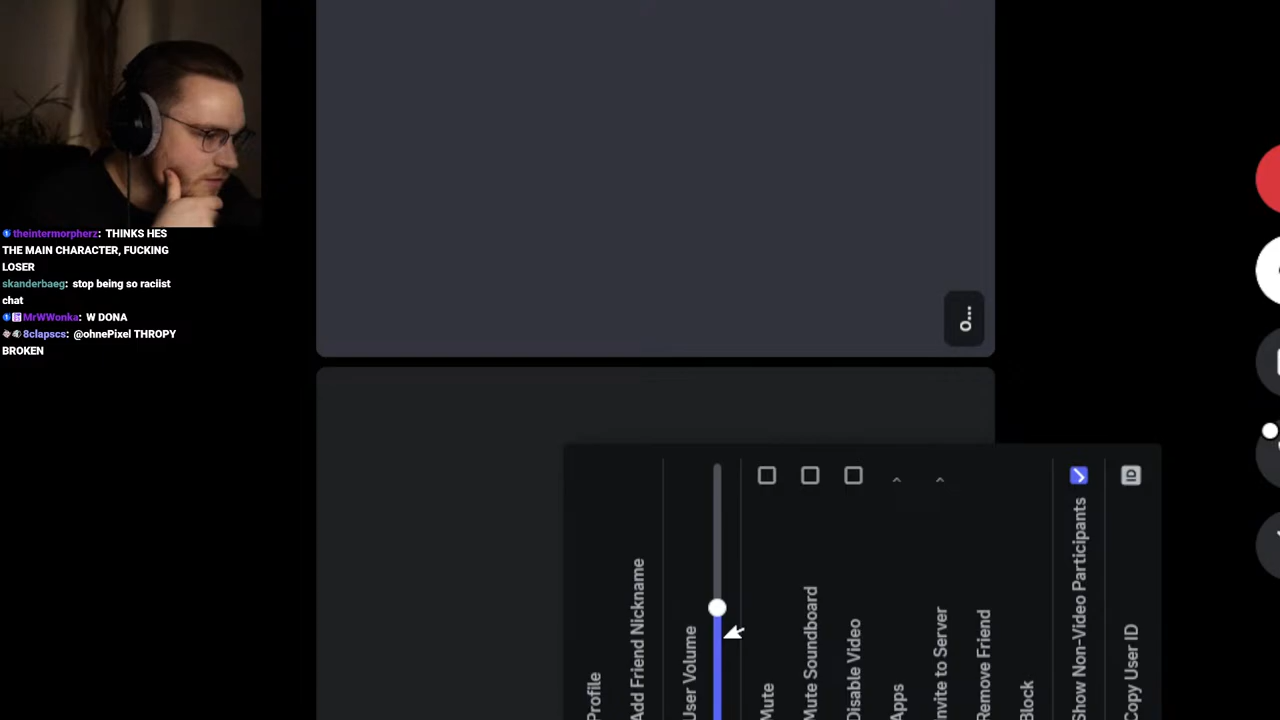 theintermorpherz: THINKS HES
THE MAIN CHARACTER, FUCKING
LOSER
skanderbaeg: stop being so raciist
chat
MrWWonka: W DONA
8clapscs: @ohnePixel THROPY
BROKEN
o...
Profile
Add Friend Nickname
User Volume
Mute
Mute Soundboard
Disable Video
Apps
Invite to Server
Remove Friend
Block
Show Non-Video Participants
Copy User ID
ID